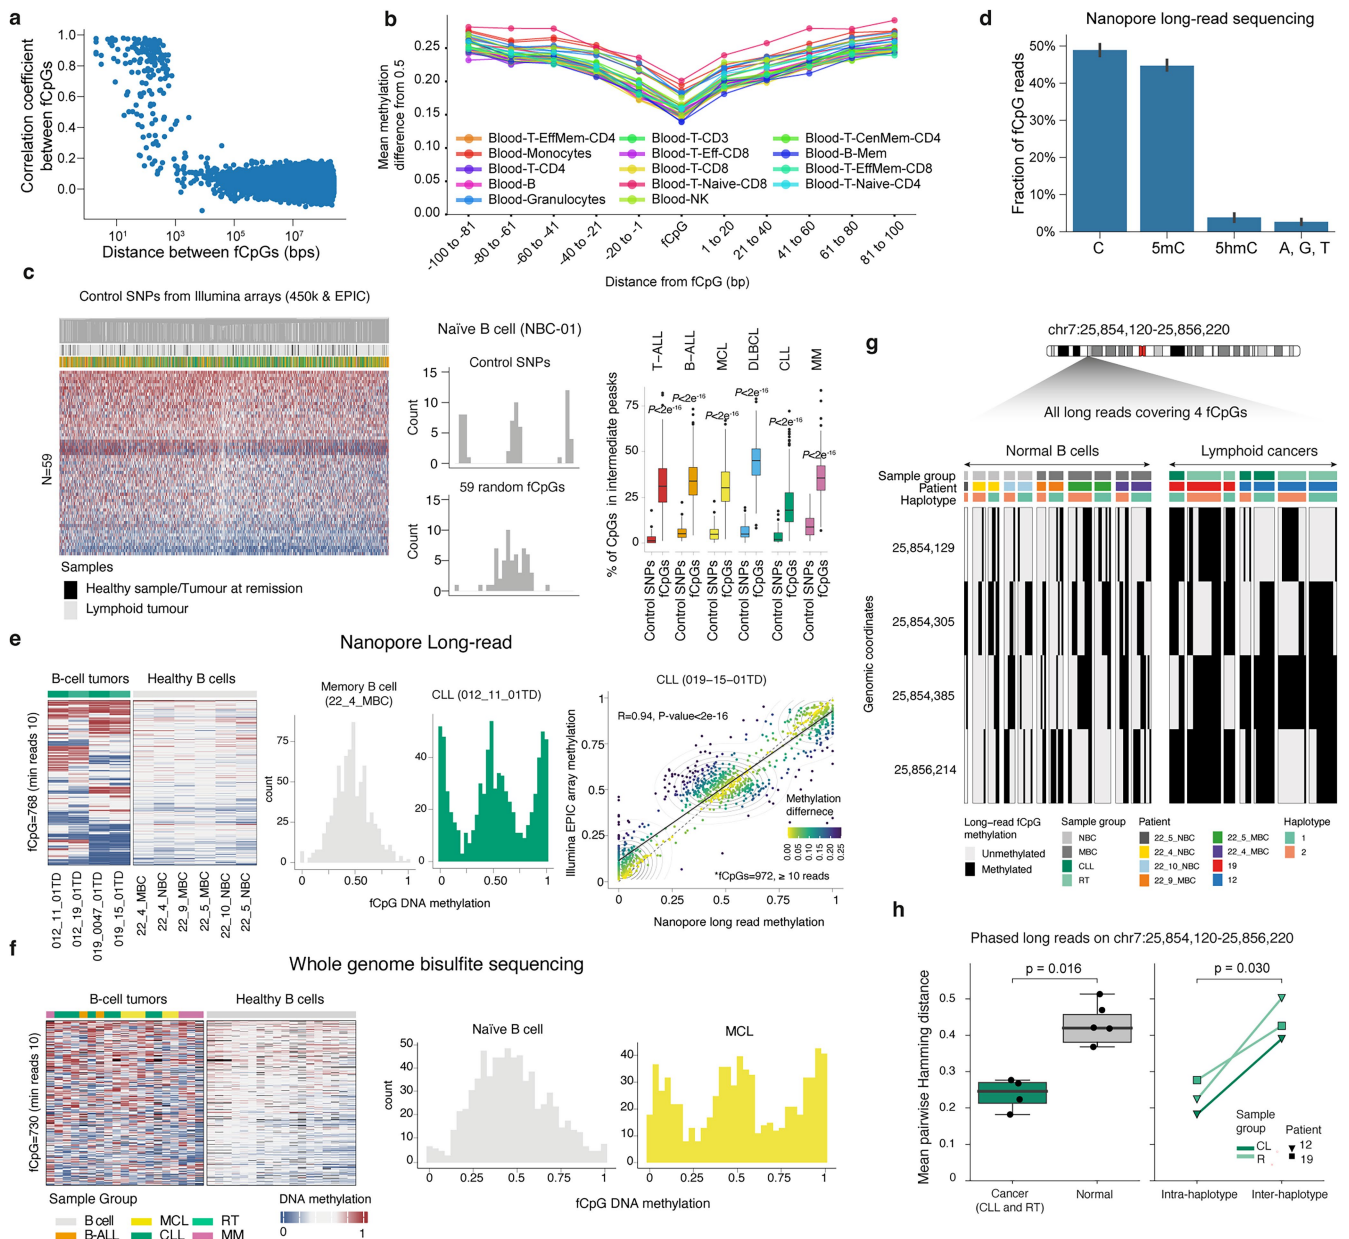 a
Correlation coefficient
between fCpGs
1.0
0.8
0.6
0.4
0.2
0.0
10¹
10³
10⁵
10⁷
Distance between fCpGs (bps)
b
Mean methylation
difference from 0.5
0.25
0.20
0.15
0.10
0.05
0.00
Blood-T-EffMem-CD4
Blood-Monocytes
Blood-T-CD4
Blood-B
Blood-Granulocytes
Blood-T-CD3
Blood-T-Eff-CD8
Blood-T-CD8
Blood-T-Naive-CD8
Blood-NK
Blood-T-CenMem-CD4
Blood-B-Mem
Blood-T-EffMem-CD8
Blood-T-Naive-CD4
-100 to -81
-80 to -61
-60 to -41
-40 to -21
-20 to -1
fCpG
1 to 20
21 to 40
41 to 60
61 to 80
81 to 100
Distance from fCpG (bp)
d
Nanopore long-read sequencing
Fraction of fCpG reads
50%
40%
30%
20%
10%
0%
C
5mC
5hmC
A, G, T
c
Control SNPs from Illumina arrays (450k & EPIC)
N=59
Samples
Healthy sample/Tumour at remission
Lymphoid tumour
Naïve B cell (NBC-01)
Control SNPs
Count
15
10
5
0
59 random fCpGs
Count
15
10
5
0
% of CpGs in intermediate peasks
75
50
25
0
T-ALL
B-ALL
MCL
DLBCL
CLL
MM
P<2e⁻¹⁶
P<2e⁻¹⁶
P<2e⁻¹⁶
P<2e⁻¹⁶
P<2e⁻¹⁶
P<2e⁻¹⁶
Control SNPs
fCpGs
Control SNPs
fCpGs
Control SNPs
fCpGs
Control SNPs
fCpGs
Control SNPs
fCpGs
Control SNPs
fCpGs
g
chr7:25,854,120-25,856,220
All long reads covering 4 fCpGs
Normal B cells
Lymphoid cancers
Sample group
Patient
Haplotype
Genomic coordinates
25,854,129
25,854,305
25,854,385
25,856,214
Long-read fCpG
methylation
Unmethylated
Methylated
Sample group
NBC
MBC
CLL
RT
Patient
22_5_NBC
22_4_NBC
22_10_NBC
22_9_MBC
22_5_MBC
22_4_MBC
19
12
Haplotype
1
2
e
Nanopore Long-read
B-cell tumors
Healthy B cells
fCpG=768 (min reads 10)
012_11_01TD
012_19_01TD
019_0047_01TD
019_15_01TD
22_4_MBC
22_4_NBC
22_9_MBC
22_5_MBC
22_10_NBC
22_5_NBC
Memory B cell
(22_4_MBC)
count
75
50
25
0
0
0.50
1
CLL (012_11_01TD)
40
20
0
0
0.50
1
fCpG DNA methylation
CLL (019-15-01TD)
Illumina EPIC array methylation
1
0.75
0.5
0.25
0
R=0.94, P-value<2e-16
Methylation
differnece
0.00
0.05
0.10
0.15
0.20
0.25
*fCpGs=972, ≥ 10 reads
0
0.25
0.5
0.75
1
Nanopore long read methylation
f
Whole genome bisulfite sequencing
B-cell tumors
Healthy B cells
fCpG=730 (min reads 10)
Sample Group
B cell
B-ALL
MCL
CLL
RT
MM
DNA methylation
0
1
Naïve B cell
count
50
40
30
20
10
0
0
0.25
0.5
0.75
1
MCL
40
30
20
10
0
0
0.25
0.5
0.75
1
fCpG DNA methylation
h
Phased long reads on chr7:25,854,120-25,856,220
Mean pairwise Hamming distance
0.5
0.4
0.3
0.2
0.1
0
p = 0.016
p = 0.030
Cancer
(CLL and RT)
Normal
Intra-haplotype
Inter-haplotype
Sample
group
CL
R
Patient
12
19